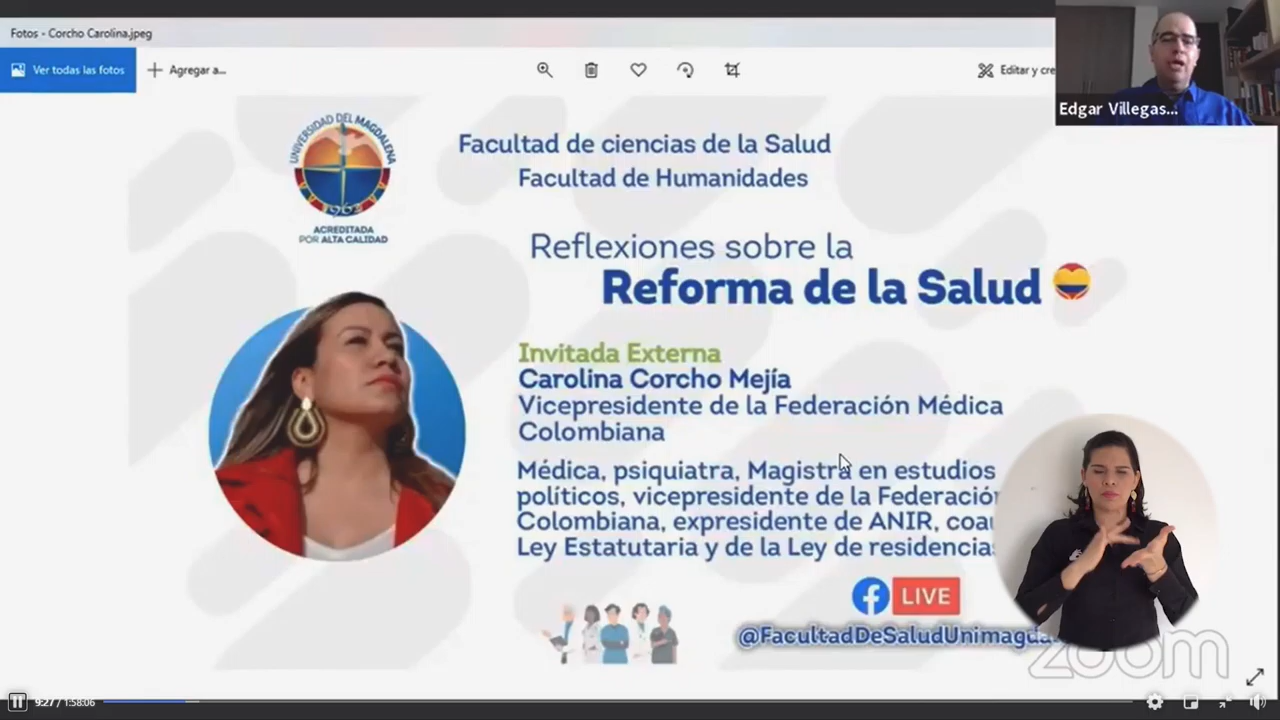 Fotos - Corcho Carolina.jpeg
Ver todas las fotos
Agregar a...
Editar y cre
Edgar Villegas...
UNIVERSIDAD DEL MAGDALENA
1962
ACREDITADA
POR ALTA CALIDAD
Facultad de ciencias de la Salud
Facultad de Humanidades
Reflexiones sobre la
Reforma de la Salud
Invitada Externa
Carolina Corcho Mejía
Vicepresidente de la Federación Médica
Colombiana
Médica, psiquiatra, Magistra en estudios
políticos, vicepresidente de la Federación
Colombiana, expresidente de ANIR, coau
Ley Estatutaria y de la Ley de residencias
LIVE
@FacultadDeSaludUnimagda
zoom
9:27 / 1:58:06